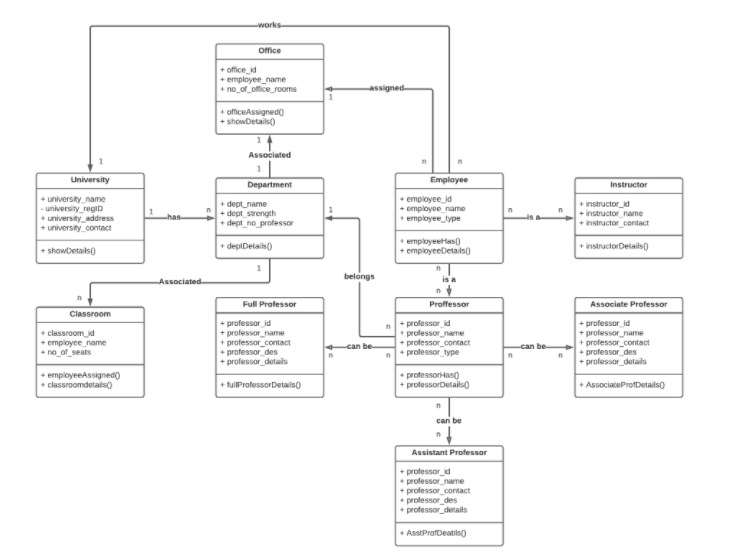 works
Office
+ office_id
+ employee_name
+ no_of_office_rooms
+ officeAssigned()
+ showDetails()
assigned
1
1
Associated
1
1
n
n
University
+ university_name
- university_regID
+ university_address
+ university_contact
+ showDetails()
1
has
n
Department
+ dept_name
+ dept_strength
+ dept_no_professor
+ deptDetails()
1
Employee
+ employee_id
+ employee_name
+ employee_type
+ employeeHas()
+ employeeDetails()
n
is a
n
Instructor
+ instructor_id
+ instructor_name
+ instructor_contact
+ instructorDetails()
1
Associated
n
belongs
n
n
is a
n
Classroom
+ classroom_id
+ employee_name
+ no_of_seats
+ employeeAssigned()
+ classroomdetails()
Full Professor
+ professor_id
+ professor_name
+ professor_contact
+ professor_des
+ professor_details
+ fullProfessorDetails()
can be
n
n
Proffessor
+ professor_id
+ professor_name
+ professor_contact
+ professor_type
+ professorHas()
+ professorDetails()
can be
n
n
Associate Professor
+ professor_id
+ professor_name
+ professor_contact
+ professor_des
+ professor_details
+ AssociateProfDetails()
n
can be
n
Assistant Professor
+ professor_id
+ professor_name
+ professor_contact
+ professor_des
+ professor_details
+ AsstProfDeatils()